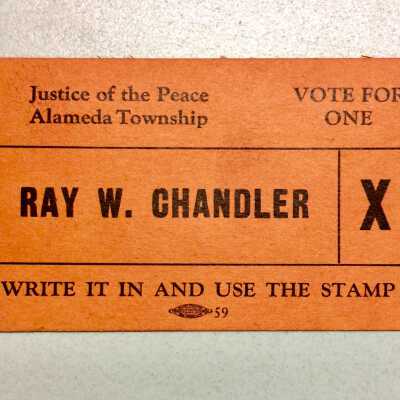 Justice of the Peace
Alameda Township
VOTE FOR
ONE
RAY W. CHANDLER
X
WRITE IT IN AND USE THE STAMP
59